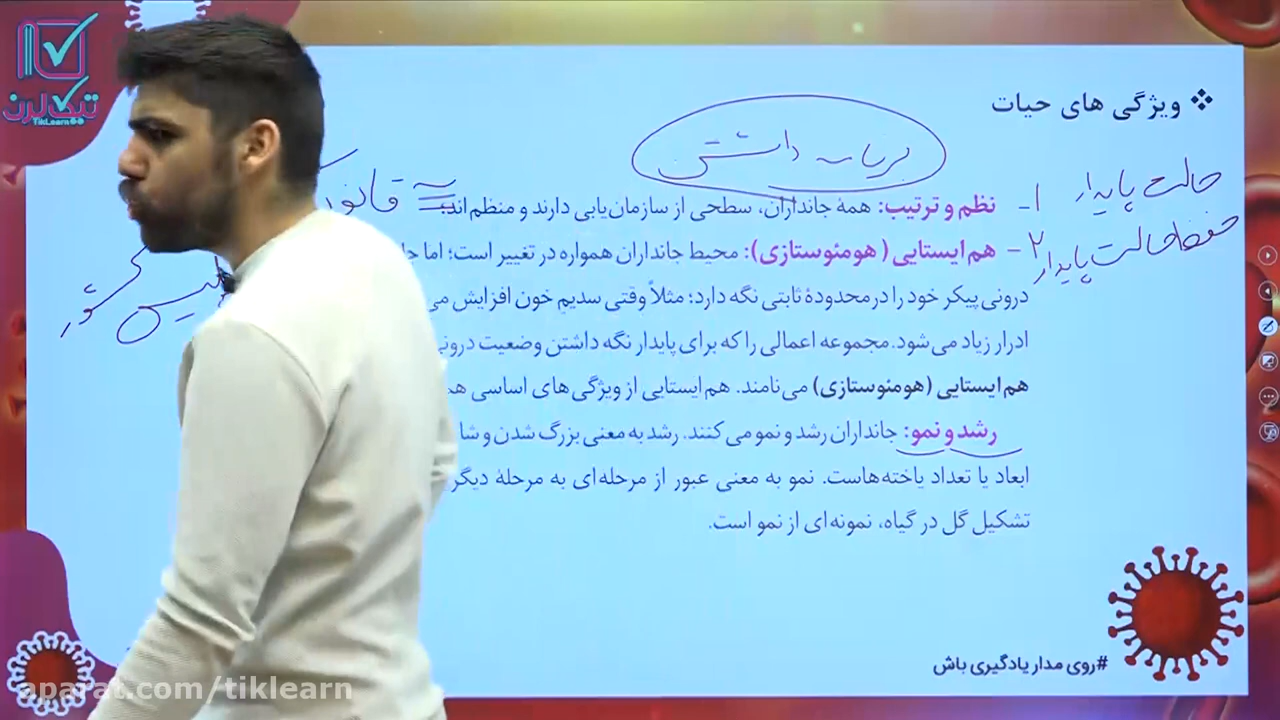 تیک لرن
TikLearn
❖ ویژگی های حیات
برنامه داشتن
حالت پایدار
حفظ حالت پایدار
۱- نظم و ترتیب: همهٔ جانداران، سطحی از سازمان‌یابی دارند و منظم اند.
قانون
۲- هم ایستایی ( هومئوستازی): محیط جانداران همواره در تغییر است؛ اما
درونی پیکر خود را در محدودهٔ ثابتی نگه دارد؛ مثلاً وقتی سدیم خون افزایش می
پلیس کشور
ادرار زیاد می‌شود. مجموعه اعمالی را که برای پایدار نگه داشتن وضعیت
هم ایستایی (هومئوستازی) می‌نامند. هم ایستایی از ویژگی های اساسی
رشد و نمو: جانداران رشد و نمو می کنند. رشد به معنی بزرگ شدن و
ابعاد یا تعداد یاخته‌هاست. نمو به معنی عبور از مرحله‌ای به مرحلهٔ دیگر
تشکیل گل در گیاه، نمونه‌ای از نمو است.
#روی مدار یادگیری باش
aparat.com/tiklearn